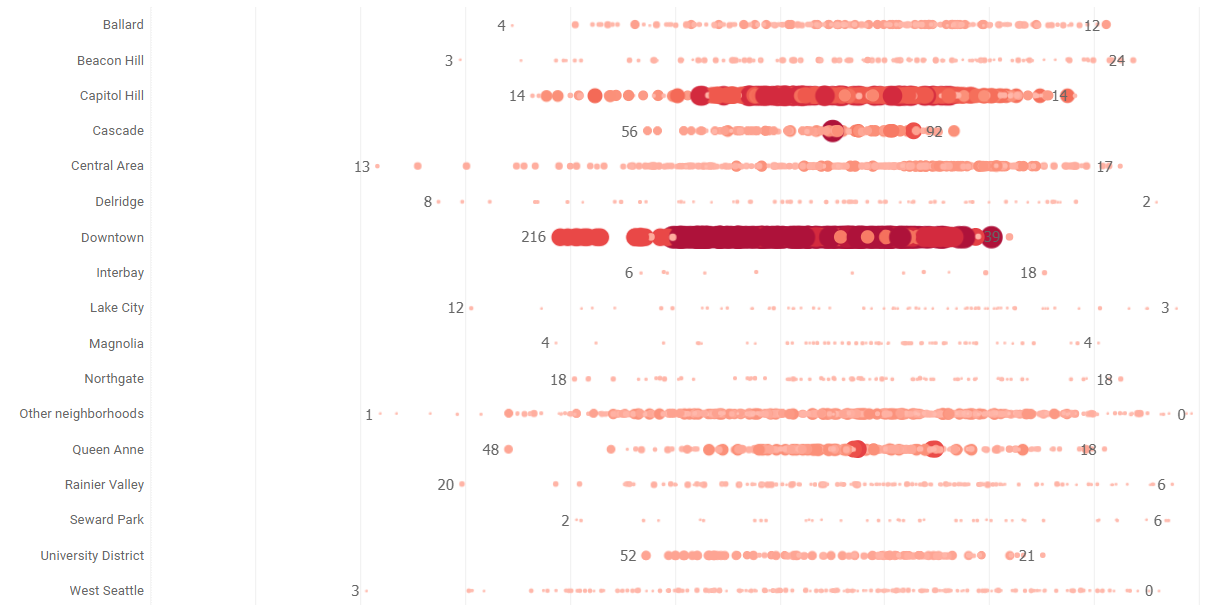 Ballard 4 12
Beacon Hill 3 24
Capitol Hill 14 14
Cascade 56 92
Central Area 13 17
Delridge 8 2
Downtown 216 39
Interbay 6 18
Lake City 12 3
Magnolia 4 4
Northgate 18 18
Other neighborhoods 1 0
Queen Anne 48 18
Rainier Valley 20 6
Seward Park 2 6
University District 52 21
West Seattle 3 0